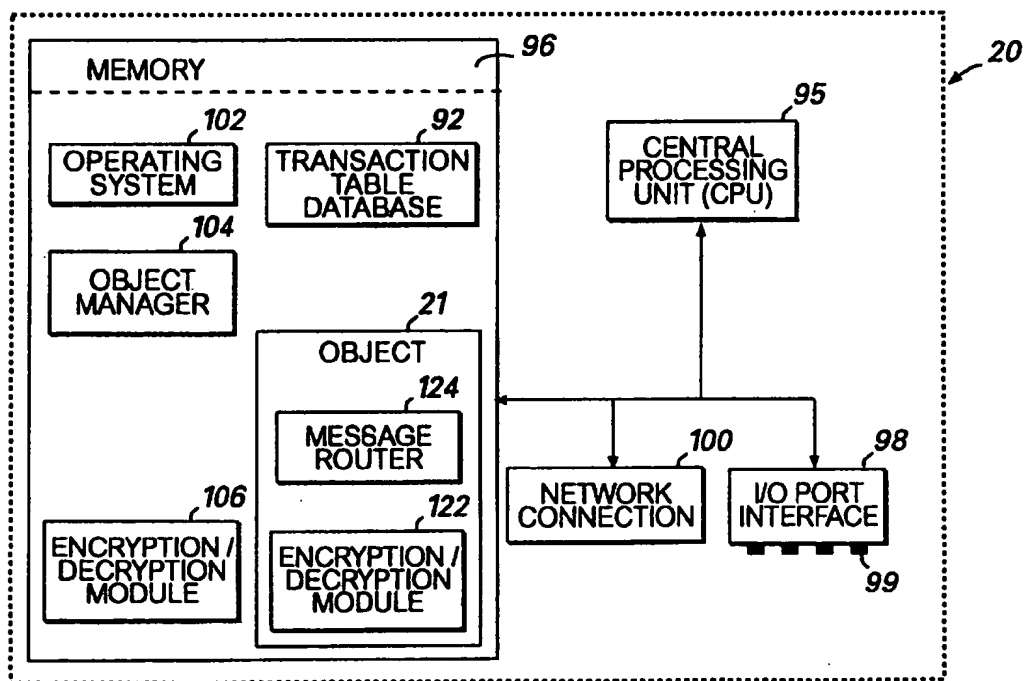 MEMORY
96
20
102
OPERATING
SYSTEM
92
TRANSACTION
TABLE
DATABASE
95
CENTRAL
PROCESSING
UNIT (CPU)
104
OBJECT
MANAGER
21
OBJECT
124
MESSAGE
ROUTER
100
NETWORK
CONNECTION
98
I/O PORT
INTERFACE
99
106
ENCRYPTION /
DECRYPTION
MODULE
122
ENCRYPTION /
DECRYPTION
MODULE